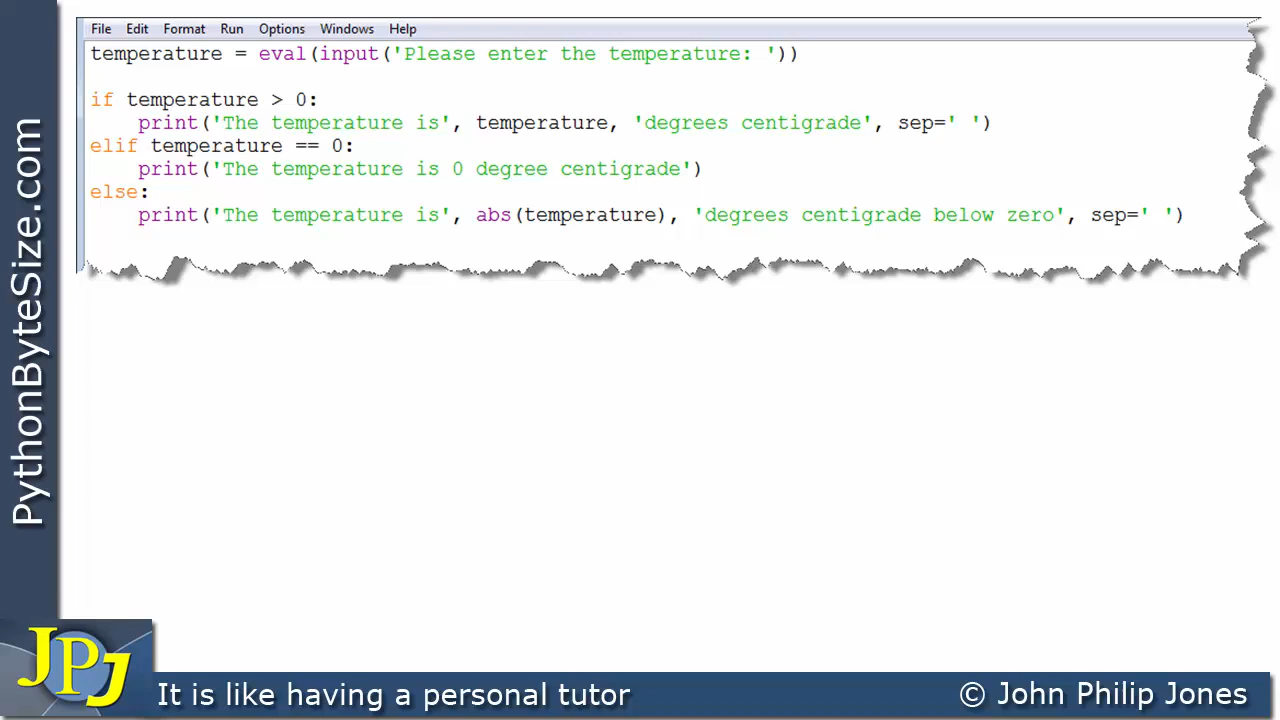 File Edit Format Run Options Windows Help
temperature = eval(input('Please enter the temperature: '))
if temperature > 0:
    print('The temperature is', temperature, 'degrees centigrade', sep=' ')
elif temperature == 0:
    print('The temperature is 0 degree centigrade')
else:
    print('The temperature is', abs(temperature), 'degrees centigrade below zero', sep=' ')
PythonByteSize.com
JPJ
It is like having a personal tutor
© John Philip Jones